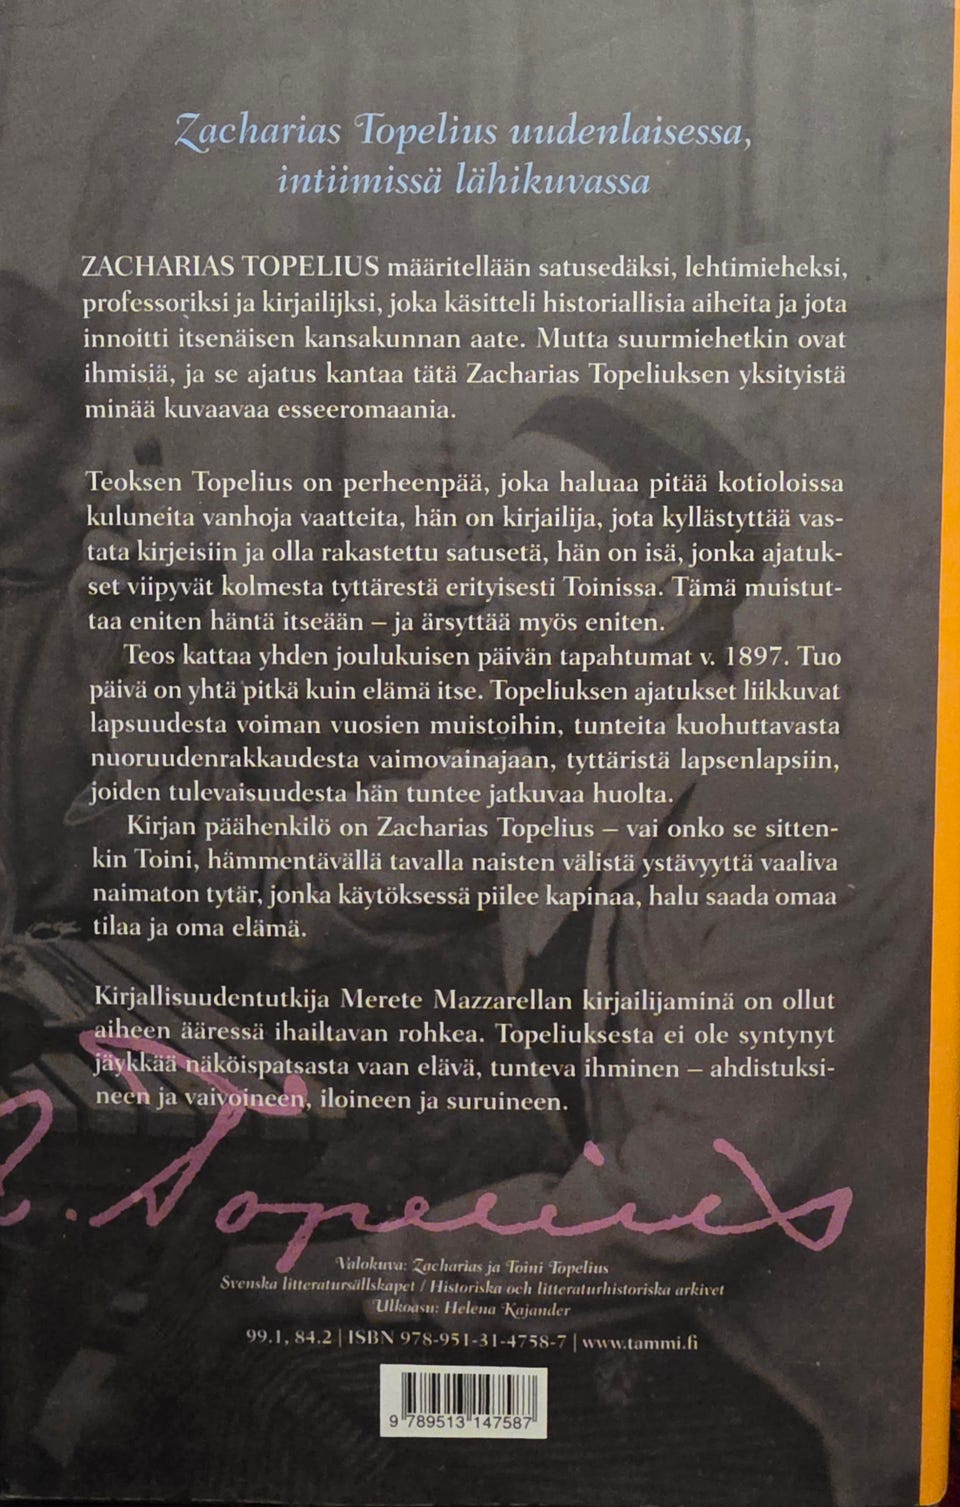 Zacharias Topelius uudenlaisessa,
intiimissä lähikuvassa
ZACHARIAS TOPELIUS määritellään satusedäksi, lehtimieheksi,
professoriksi ja kirjailijksi, joka käsitteli historiallisia aiheita ja jota
innoitti itsenäisen kansakunnan aate. Mutta suurmiehetkin ovat
ihmisiä, ja se ajatus kantaa tätä Zacharias Topeliuksen yksityistä
minää kuvaavaa esseeromaania.
Teoksen Topelius on perheenpää, joka haluaa pitää kotioloissa
kuluneita vanhoja vaatteita, hän on kirjailija, jota kyllästyttää vas-
tata kirjeisiin ja olla rakastettu satusetä, hän on isä, jonka ajatuk-
set viipyvät kolmesta tyttärestä erityisesti Toinissa. Tämä muistut-
taa eniten häntä itseään – ja ärsyttää myös eniten.
Teos kattaa yhden joulukuisen päivän tapahtumat v. 1897. Tuo
päivä on yhtä pitkä kuin elämä itse. Topeliuksen ajatukset liikkuvat
lapsuudesta voiman vuosien muistoihin, tunteita kuohuttavasta
nuoruudenrakkaudesta vaimovainajaan, tyttäristä lapsenlapsiin,
joiden tulevaisuudesta hän tuntee jatkuvaa huolta.
Kirjan päähenkilö on Zacharias Topelius – vai onko se sitten-
kin Toini, hämmentävällä tavalla naisten välistä ystävyyttä vaaliva
naimaton tytär, jonka käytöksessä piilee kapinaa, halu saada omaa
tilaa ja oma elämä.
Kirjallisuudentutkija Merete Mazzarellan kirjailijaminä on ollut
aiheen ääressä ihailtavan rohkea. Topeliuksesta ei ole syntynyt
jäykkää näköispatsasta vaan elävä, tunteva ihminen – ahdistuksi-
neen ja vaivoineen, iloineen ja suruineen.
Z. Topelius
Valokuva: Zacharias ja Toini Topelius
Svenska litteratursällskapet / Historiska och litteraturhistoriska arkivet
Ulkoasu: Helena Kajander
99.1, 84.2 | ISBN 978-951-31-4758-7 | www.tammi.fi
9 789513 147587